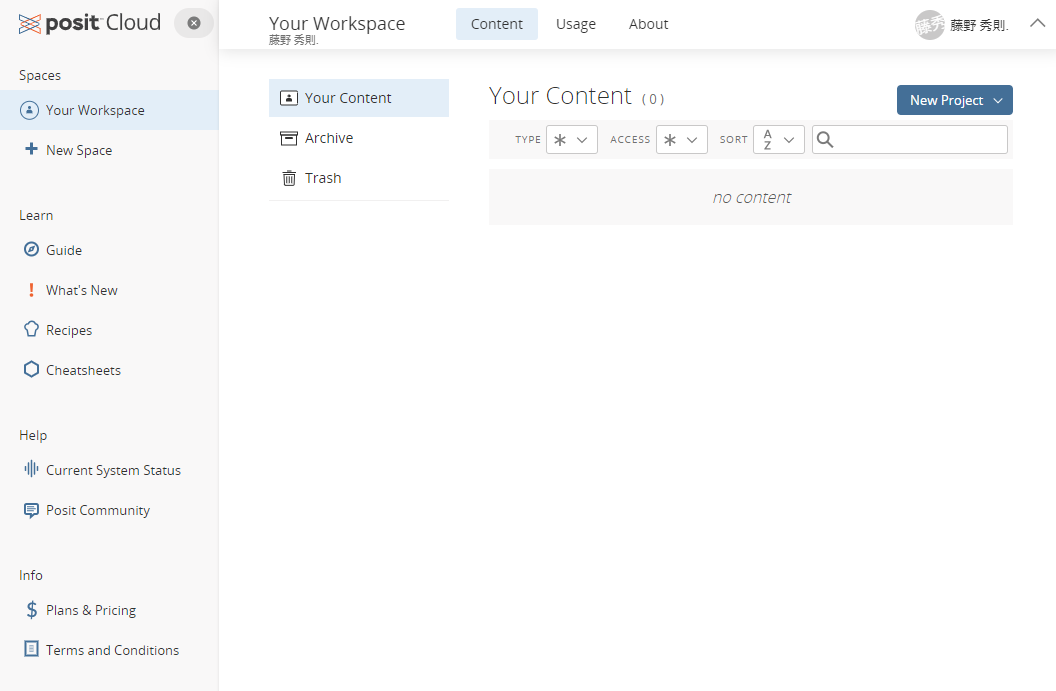 posit Cloud
Spaces
Your Workspace
New Space
Learn
Guide
What's New
Recipes
Cheatsheets
Help
Current System Status
Posit Community
Info
Plans & Pricing
Terms and Conditions
Your Workspace
藤野 秀則.
Content
Usage
About
藤秀
藤野 秀則.
Your Content
Archive
Trash
Your Content ( 0 )
New Project
TYPE
ACCESS
SORT
A
Z
no content